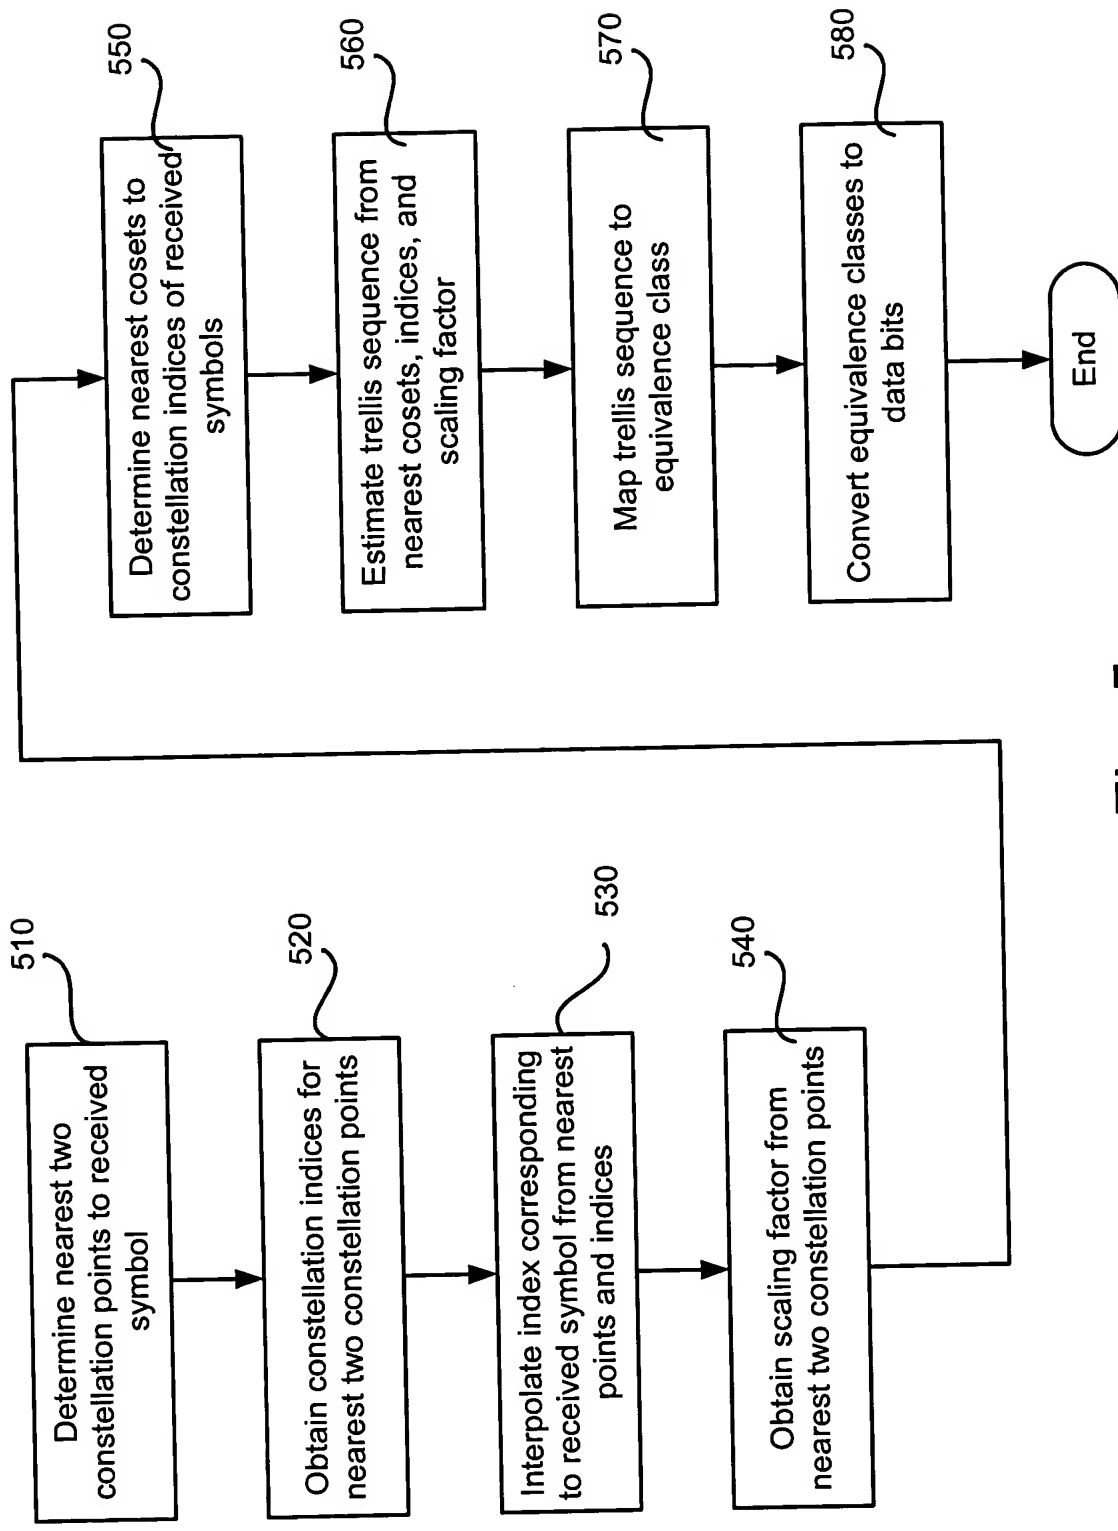 510
Determine nearest two
constellation points to received
symbol
520
Obtain constellation indices for
nearest two constellation points
530
Interpolate index corresponding
to received symbol from nearest
points and indices
540
Obtain scaling factor from
nearest two constellation points
550
Determine nearest cosets to
constellation indices of received
symbols
560
Estimate trellis sequence from
nearest cosets, indices, and
scaling factor
570
Map trellis sequence to
equivalence class
580
Convert equivalence classes to
data bits
End